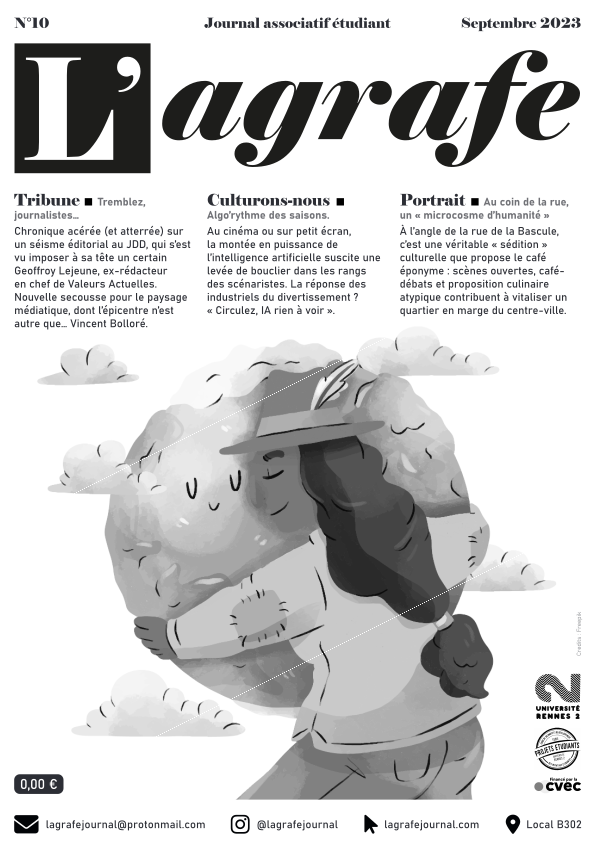 N°10
Journal associatif étudiant
Septembre 2023
L'agrafe
Tribune ■ Tremblez,
journalistes...
Chronique acérée (et atterrée) sur
un séisme éditorial au JDD, qui s'est
vu imposer à sa tête un certain
Geoffroy Lejeune, ex-rédacteur
en chef de Valeurs Actuelles.
Nouvelle secousse pour le paysage
médiatique, dont l'épicentre n'est
autre que... Vincent Bolloré.
Culturons-nous ■
Algo'rythme des saisons.
Au cinéma ou sur petit écran,
la montée en puissance de
l'intelligence artificielle suscite une
levée de bouclier dans les rangs
des scénaristes. La réponse des
industriels du divertissement ?
« Circulez, IA rien à voir ».
Portrait ■ Au coin de la rue,
un « microcosme d'humanité »
À l'angle de la rue de la Bascule,
c'est une véritable « sédition »
culturelle que propose le café
éponyme : scènes ouvertes, café-
débats et proposition culinaire
atypique contribuent à vitaliser un
quartier en marge du centre-ville.
Crédits : Freepik
UNIVERSITÉ
RENNES 2
PROJETS ÉTUDIANTS
Financé par la
cvec
0,00 €
lagrafejournal@protonmail.com
@lagrafejournal
lagrafejournal.com
Local B302